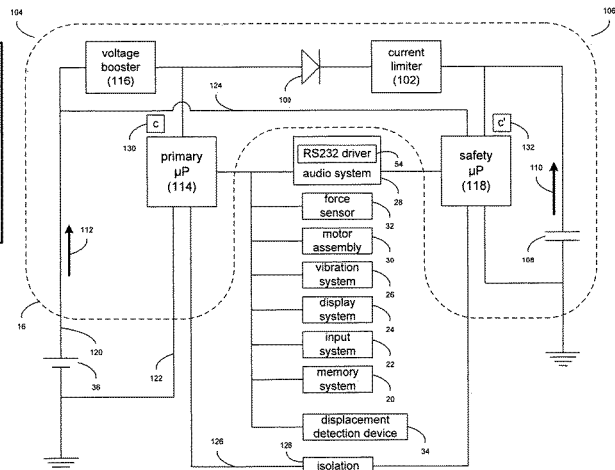 104
106
voltage
booster
(116)
current
limiter
(102)
100
124
c
130
c'
132
primary
µP
(114)
RS232 driver
54
audio system
28
safety
µP
(118)
110
force
sensor
32
108
112
motor
assembly
30
vibration
system
26
16
display
system
24
120
input
system
22
36
122
memory
system
20
displacement
detection device
34
126
128
isolation